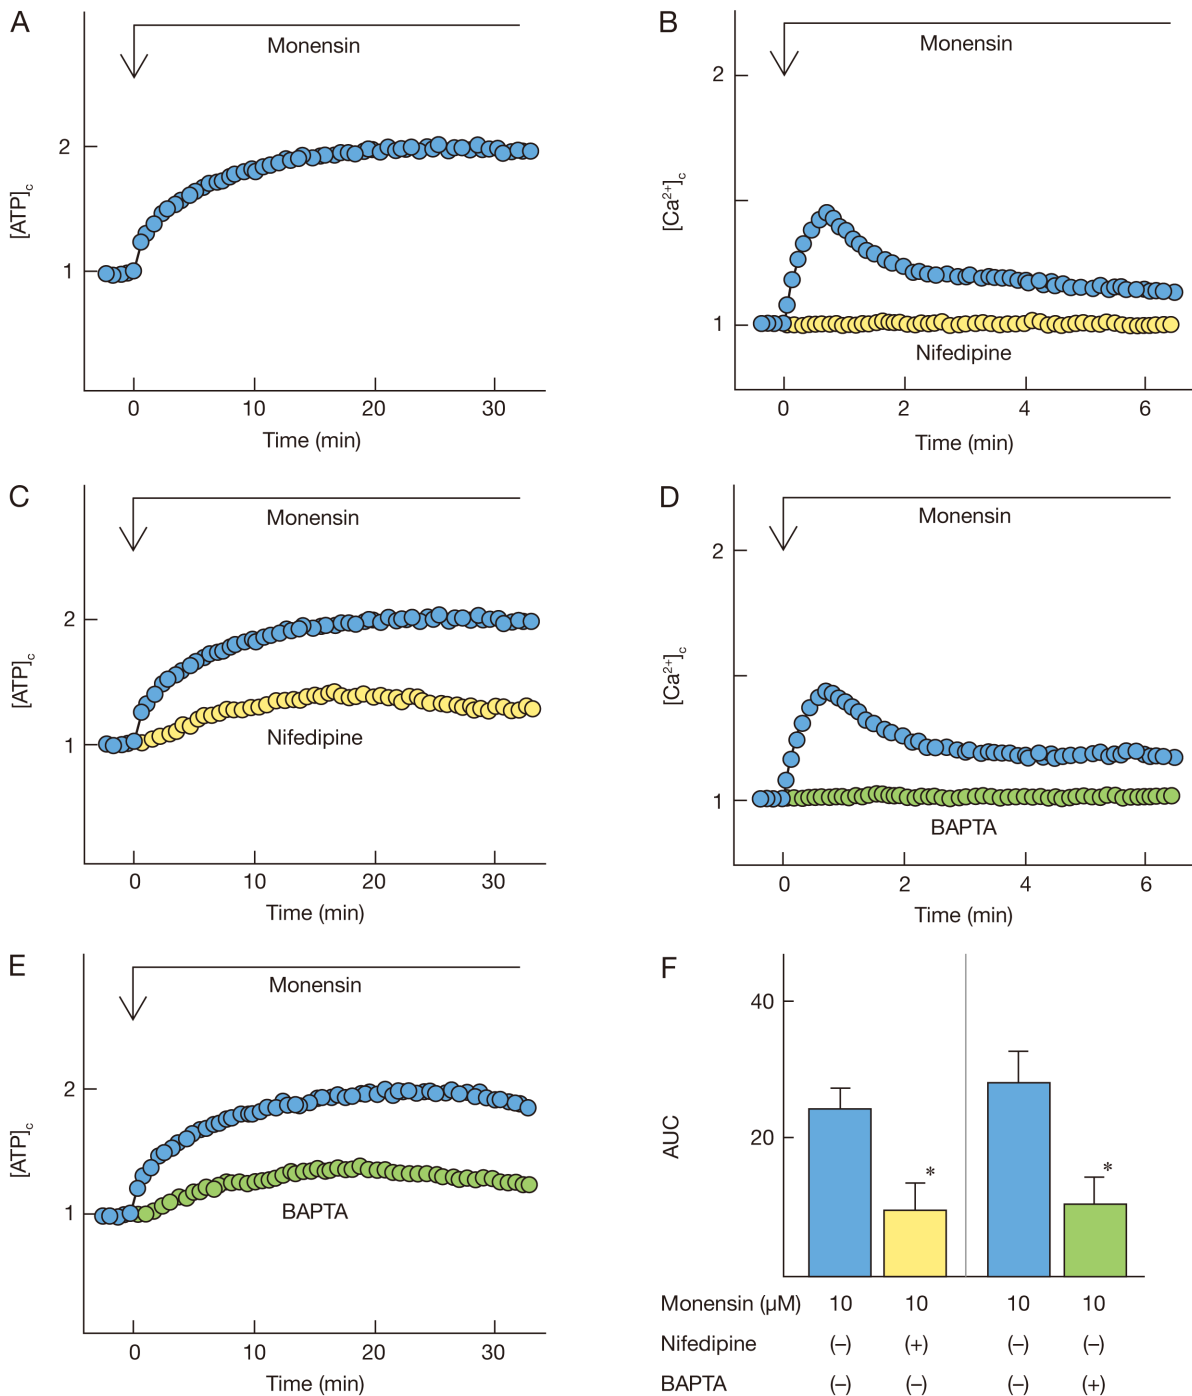 A
Monensin
2
1
[ATP]c
0 10 20 30
Time (min)
B
Monensin
2
1
[Ca²⁺]c
Nifedipine
0 2 4 6
Time (min)
C
Monensin
2
1
[ATP]c
Nifedipine
0 10 20 30
Time (min)
D
Monensin
2
1
[Ca²⁺]c
BAPTA
0 2 4 6
Time (min)
E
Monensin
2
1
[ATP]c
BAPTA
0 10 20 30
Time (min)
F
40
20
AUC
* *
Monensin (µM) 10 10 10 10
Nifedipine (–) (+) (–) (–)
BAPTA (–) (–) (–) (+)